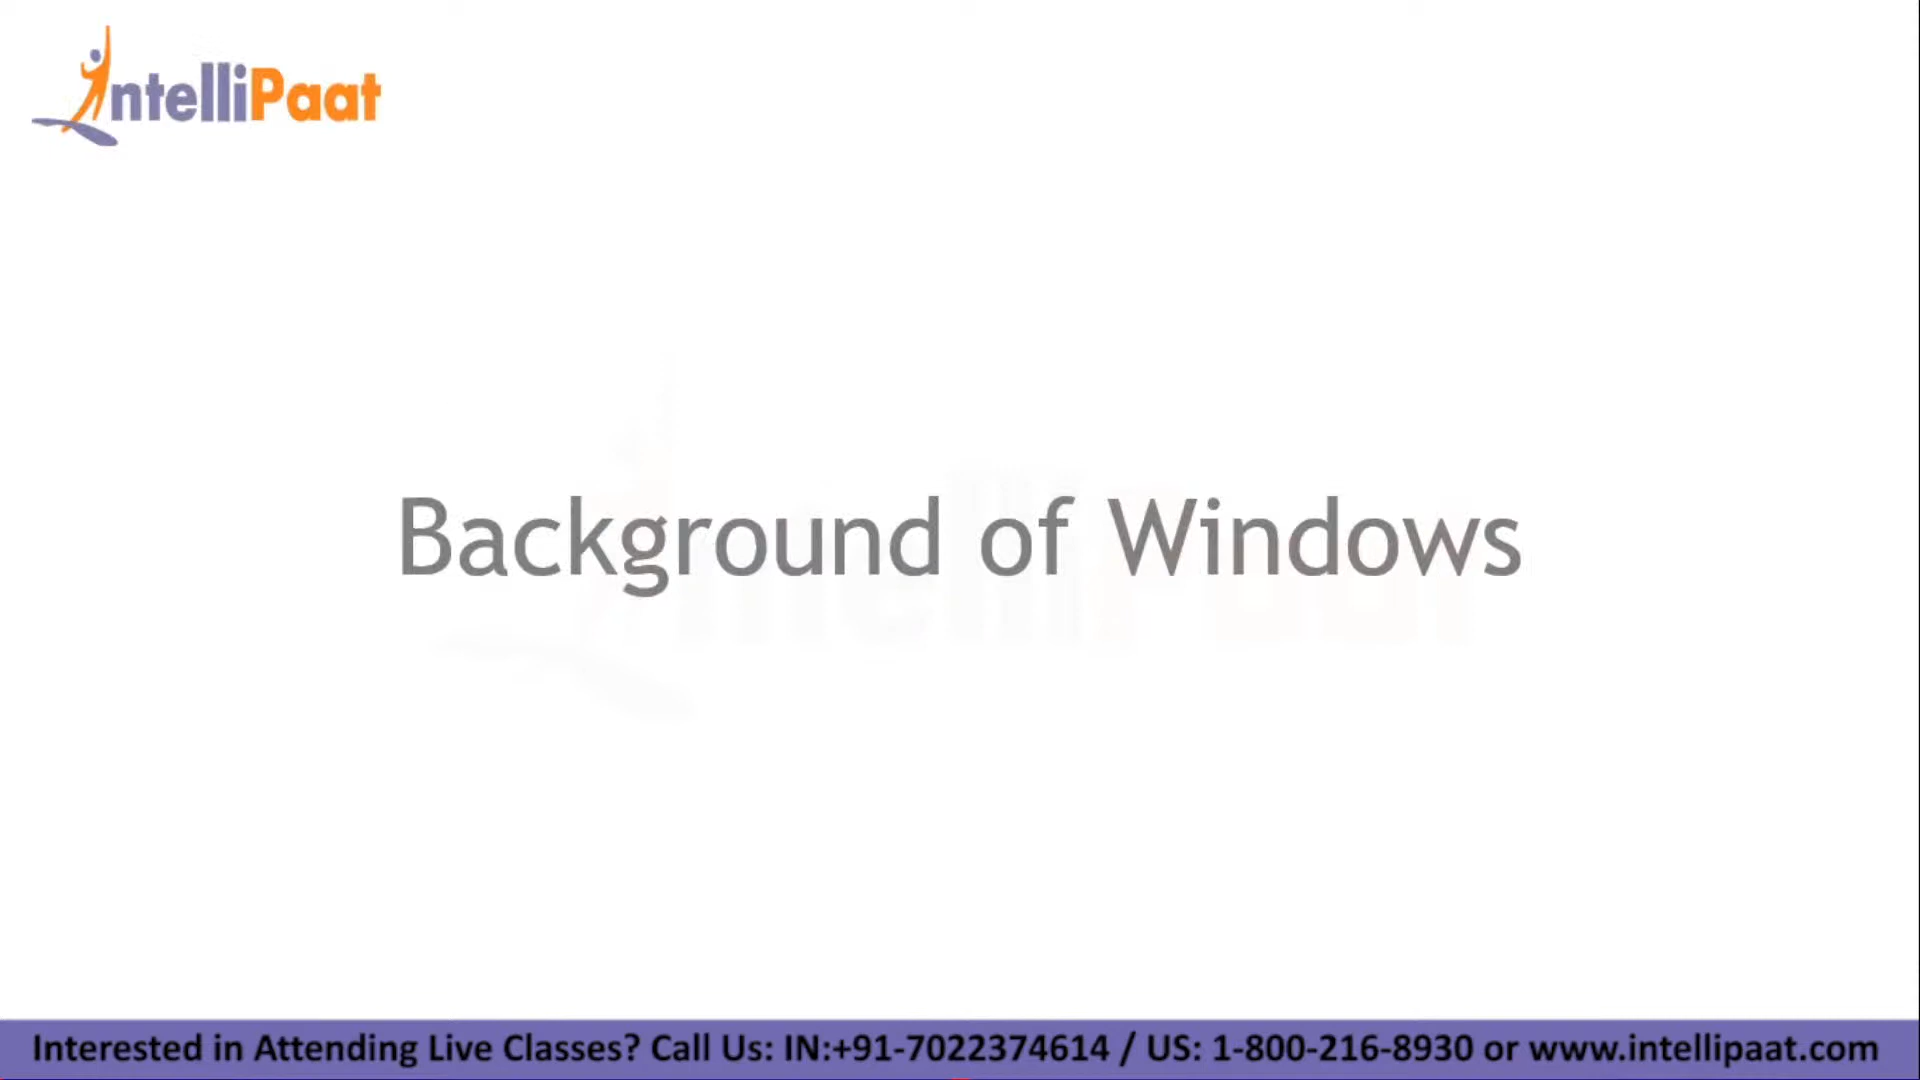 IntelliPaat
Background of Windows
Interested in Attending Live Classes? Call Us: IN:+91-7022374614 / US: 1-800-216-8930 or www.intellipaat.com